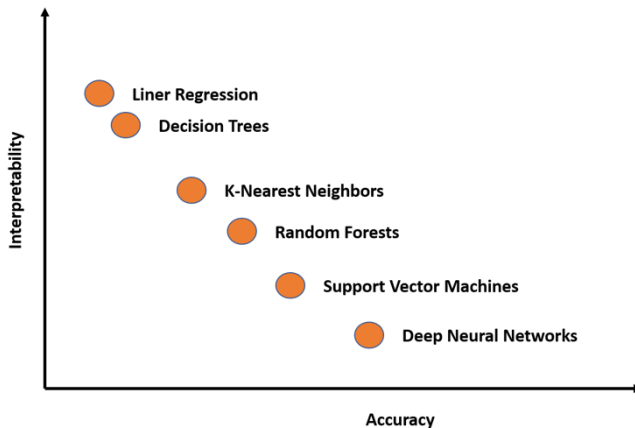 Interpretability
Liner Regression
Decision Trees
K-Nearest Neighbors
Random Forests
Support Vector Machines
Deep Neural Networks
Accuracy